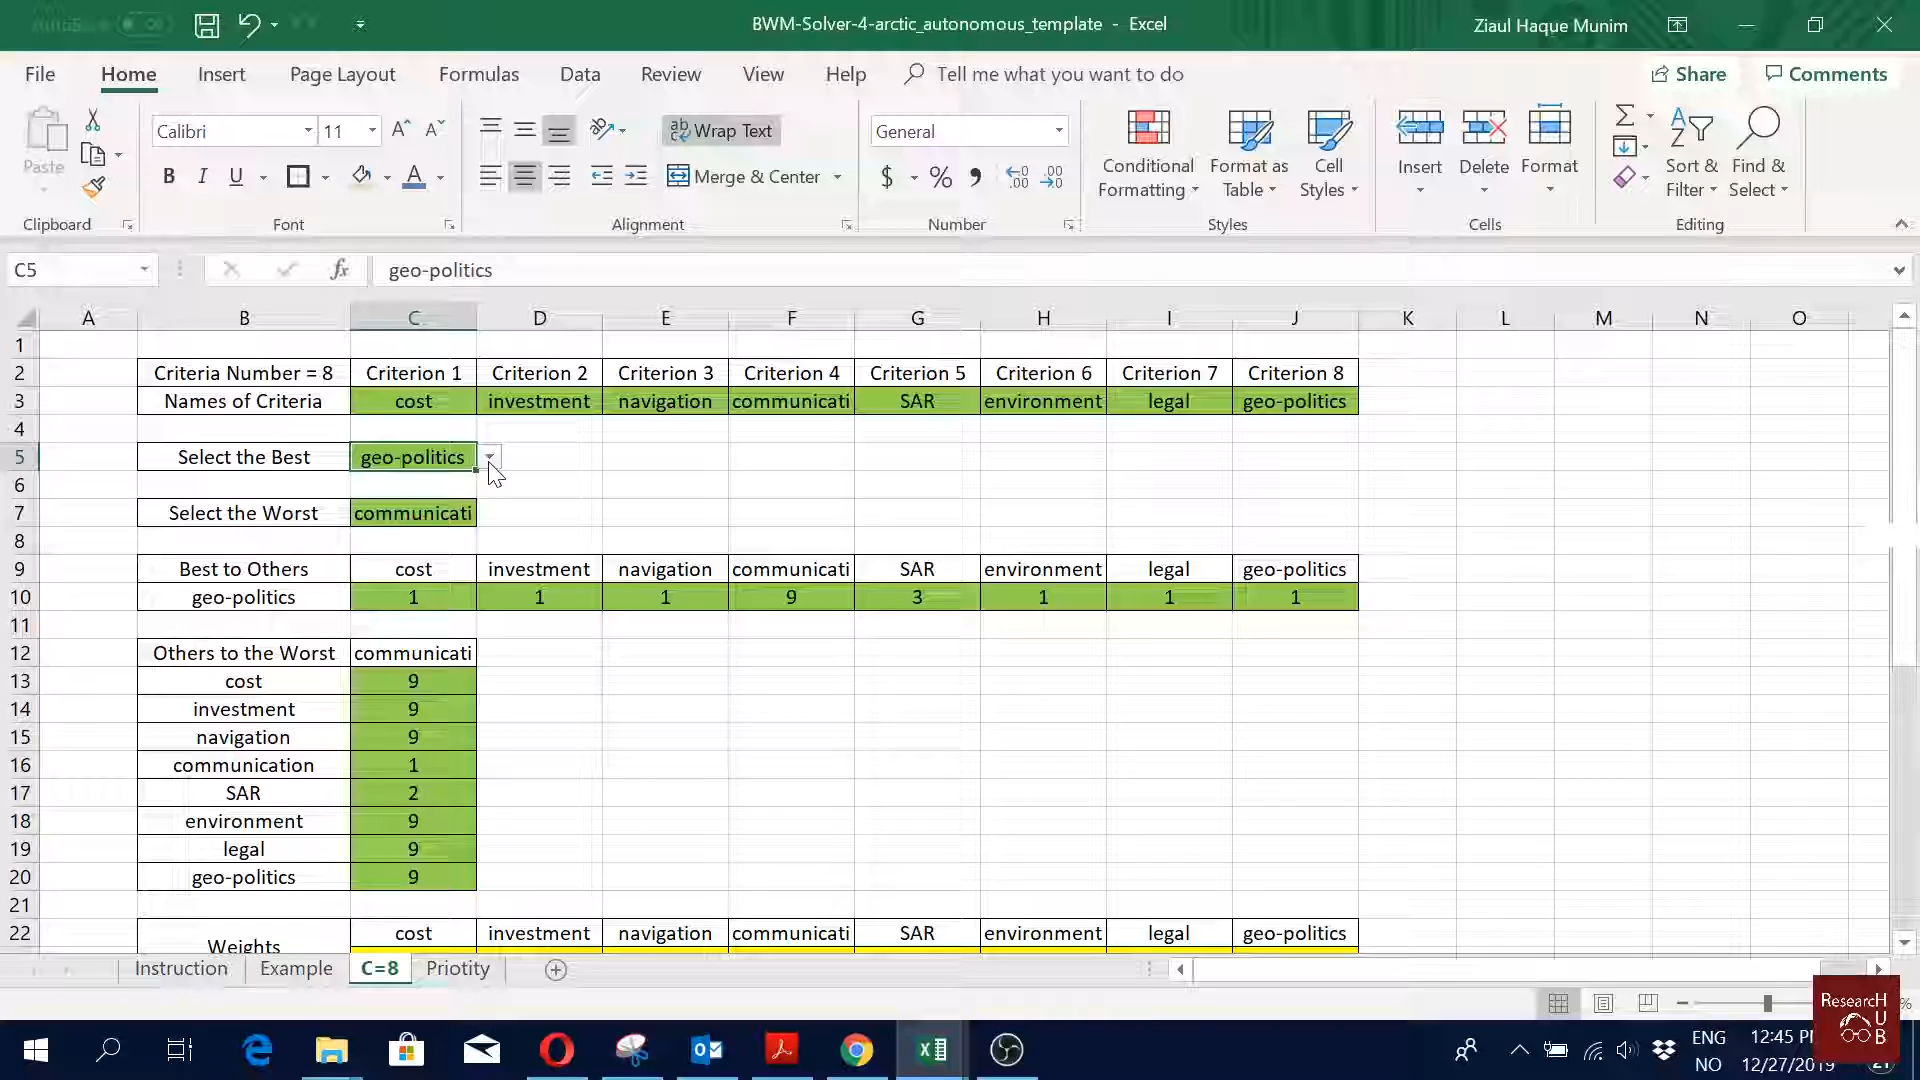 BWM-Solver-4-arctic_autonomous_template - Excel
Ziaul Haque Munim
File Home Insert Page Layout Formulas Data Review View Help Tell me what you want to do Share Comments
Paste
Calibri 11
Wrap Text
General
B I U
Merge & Center
$ % ,
Conditional Formatting
Format as Table
Cell Styles
Insert
Delete
Format
Sort & Filter
Find & Select
Clipboard Font Alignment Number Styles Cells Editing
C5 fx geo-politics
A B C D E F G H I J K L M N O
1
2 Criteria Number = 8 Criterion 1 Criterion 2 Criterion 3 Criterion 4 Criterion 5 Criterion 6 Criterion 7 Criterion 8
3 Names of Criteria cost investment navigation communicati SAR environment legal geo-politics
4
5 Select the Best geo-politics
6
7 Select the Worst communicati
8
9 Best to Others cost investment navigation communicati SAR environment legal geo-politics
10 geo-politics 1 1 1 9 3 1 1 1
11
12 Others to the Worst communicati
13 cost 9
14 investment 9
15 navigation 9
16 communication 1
17 SAR 2
18 environment 9
19 legal 9
20 geo-politics 9
21
22 Weights cost investment navigation communicati SAR environment legal geo-politics
Instruction Example C=8 Priotity
ResearcH
U
B
ENG 12:45 P
NO 12/27/2019